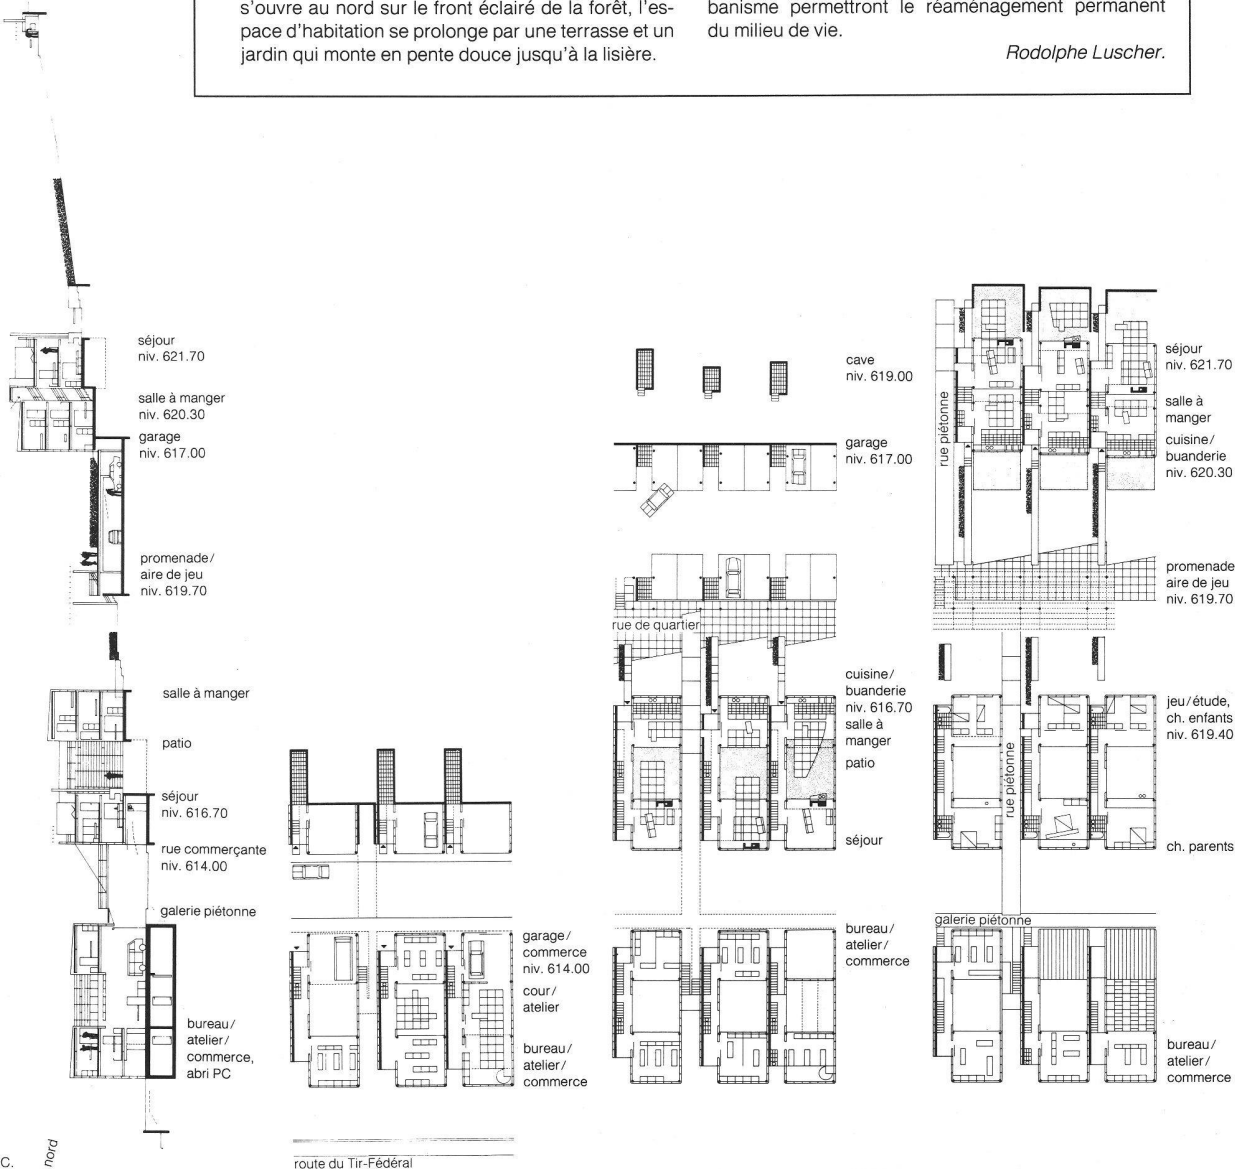 s'ouvre au nord sur le front éclairé de la forêt, l'es-
pace d'habitation se prolonge par une terrasse et un
jardin qui monte en pente douce jusqu'à la lisière.
banisme permettront le réaménagement permanent
du milieu de vie.
Rodolphe Luscher.
séjour
niv. 621.70
salle à manger
niv. 620.30
garage
niv. 617.00
promenade/
aire de jeu
niv. 619.70
salle à manger
patio
séjour
niv. 616.70
rue commerçante
niv. 614.00
galerie piétonne
bureau/
atelier/
commerce,
abri PC
C.
nord
garage/
commerce
niv. 614.00
cour/
atelier
bureau/
atelier/
commerce
route du Tir-Fédéral
cave
niv. 619.00
garage
niv. 617.00
rue de quartier
cuisine/
buanderie
niv. 616.70
salle à
manger
patio
séjour
bureau/
atelier/
commerce
rue piétonne
séjour
niv. 621.70
salle à
manger
cuisine/
buanderie
niv. 620.30
promenade
aire de jeu
niv. 619.70
rue piétonne
jeu/étude,
ch. enfants
niv. 619.40
ch. parents
galerie piétonne
bureau/
atelier/
commerce